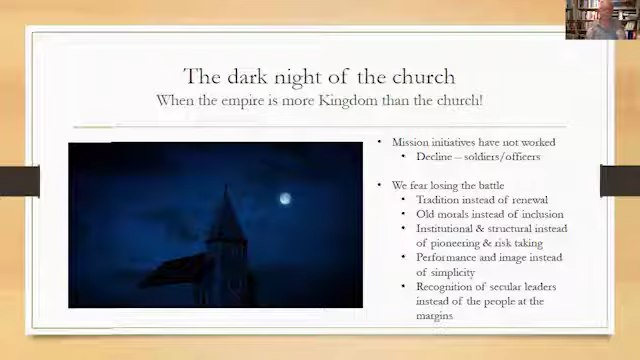 The dark night of the church
When the empire is more Kingdom than the church!
• Mission initiatives have not worked
• Decline – soldiers/officers
• We fear losing the battle
• Tradition instead of renewal
• Old morals instead of inclusion
• Institutional & structural instead
of pioneering & risk taking
• Performance and image instead
of simplicity
• Recognition of secular leaders
instead of the people at the
margins